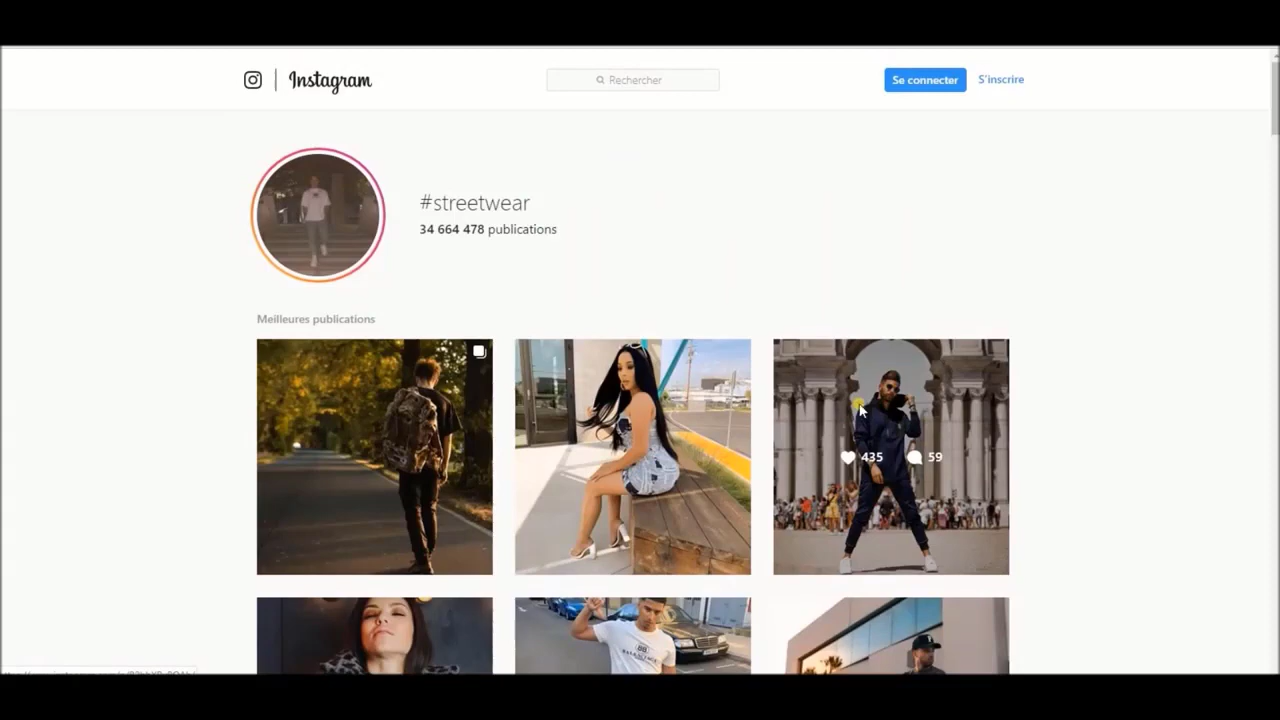 Instagram
Rechercher
Se connecter
S'inscrire
#streetwear
34 664 478 publications
Meilleures publications
435
59